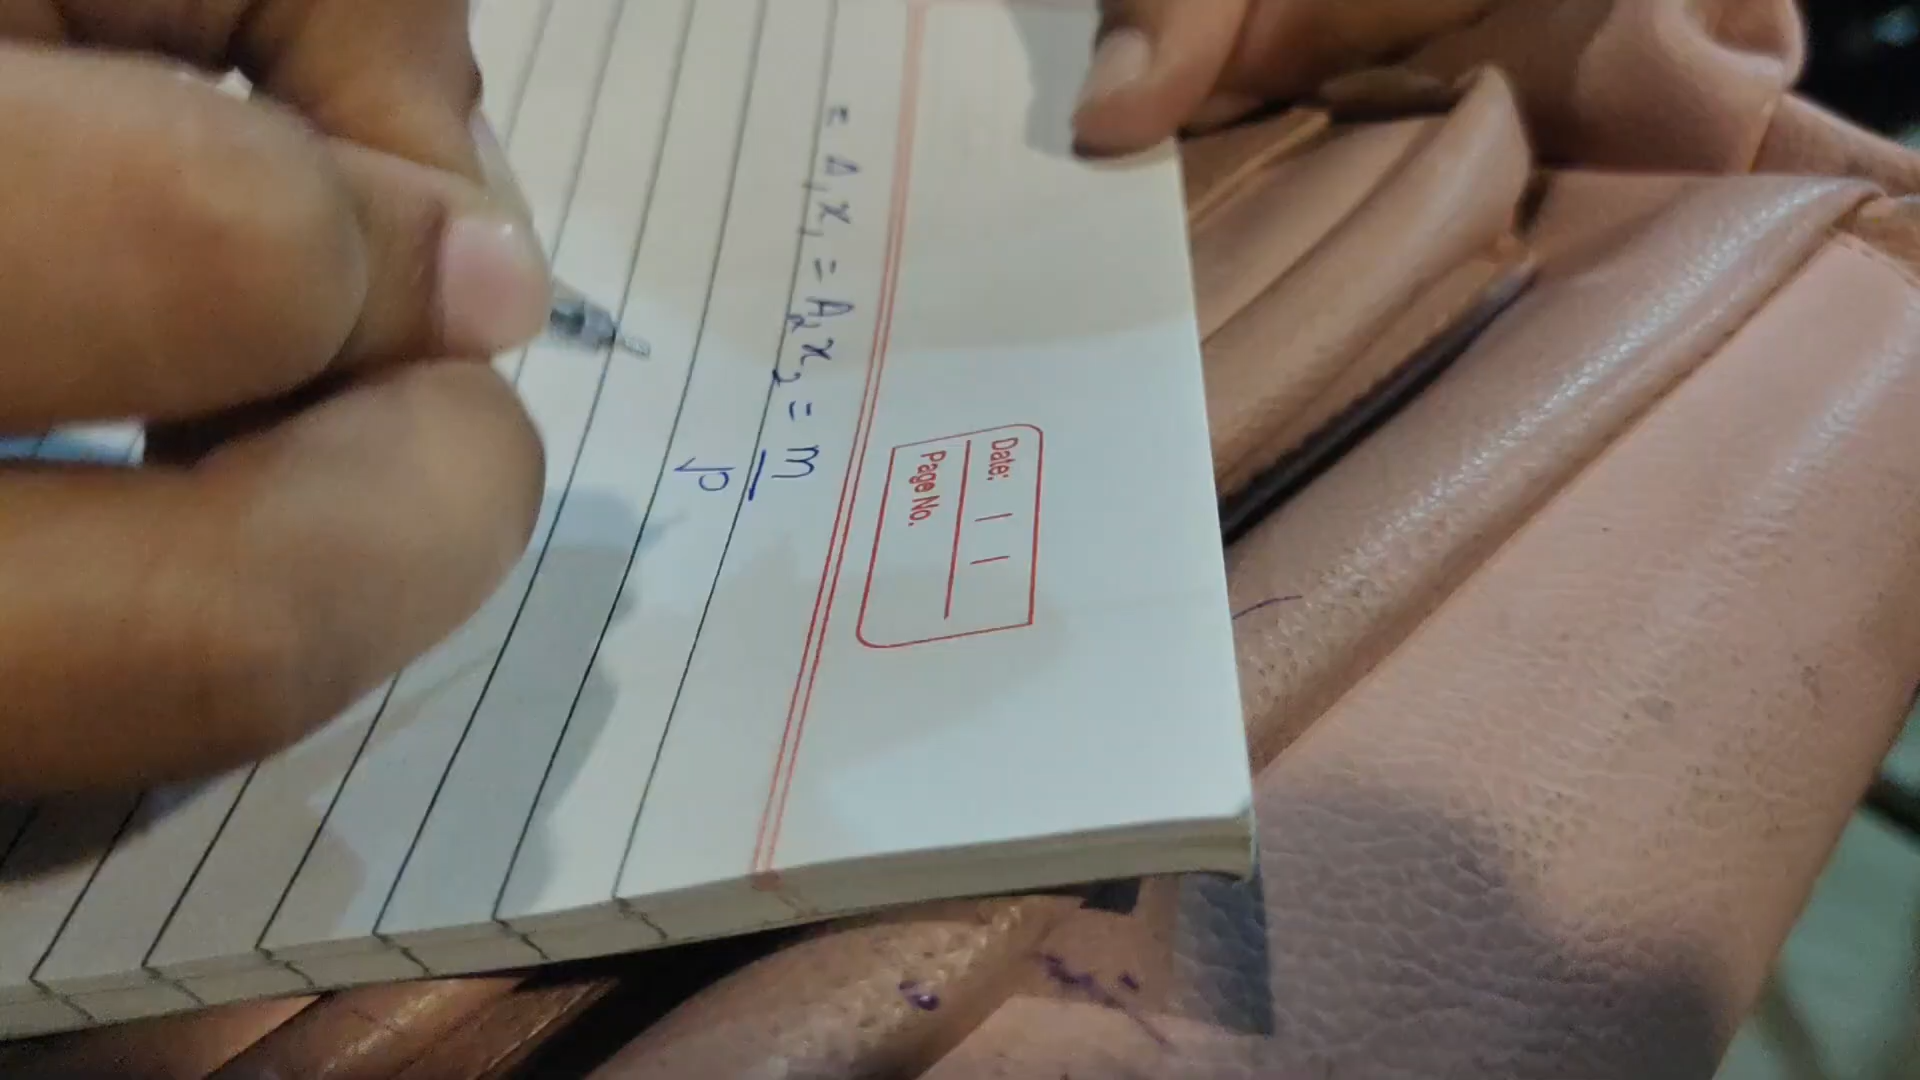 Date: | |
Page No.
= A₁x₁ = A₂x₂ = m/ρ